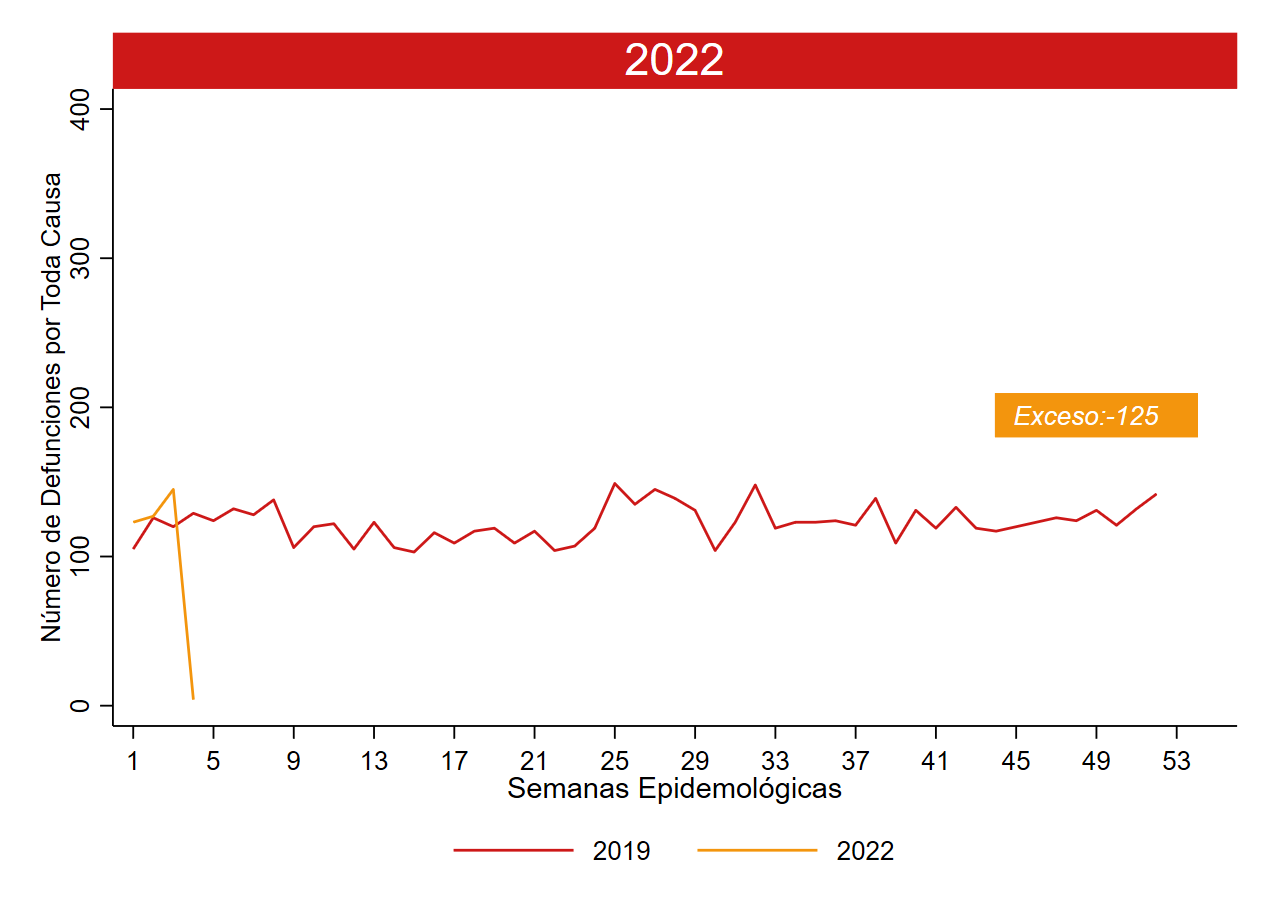 2022
Número de Defunciones por Toda Causa
400
300
200
100
0
Exceso:-125
1 5 9 13 17 21 25 29 33 37 41 45 49 53
Semanas Epidemológicas
2019 2022